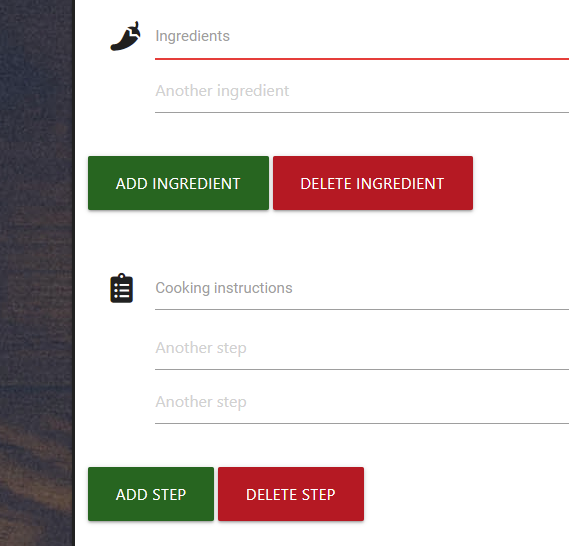 Ingredients
Another ingredient
ADD INGREDIENT DELETE INGREDIENT
Cooking instructions
Another step
Another step
ADD STEP DELETE STEP